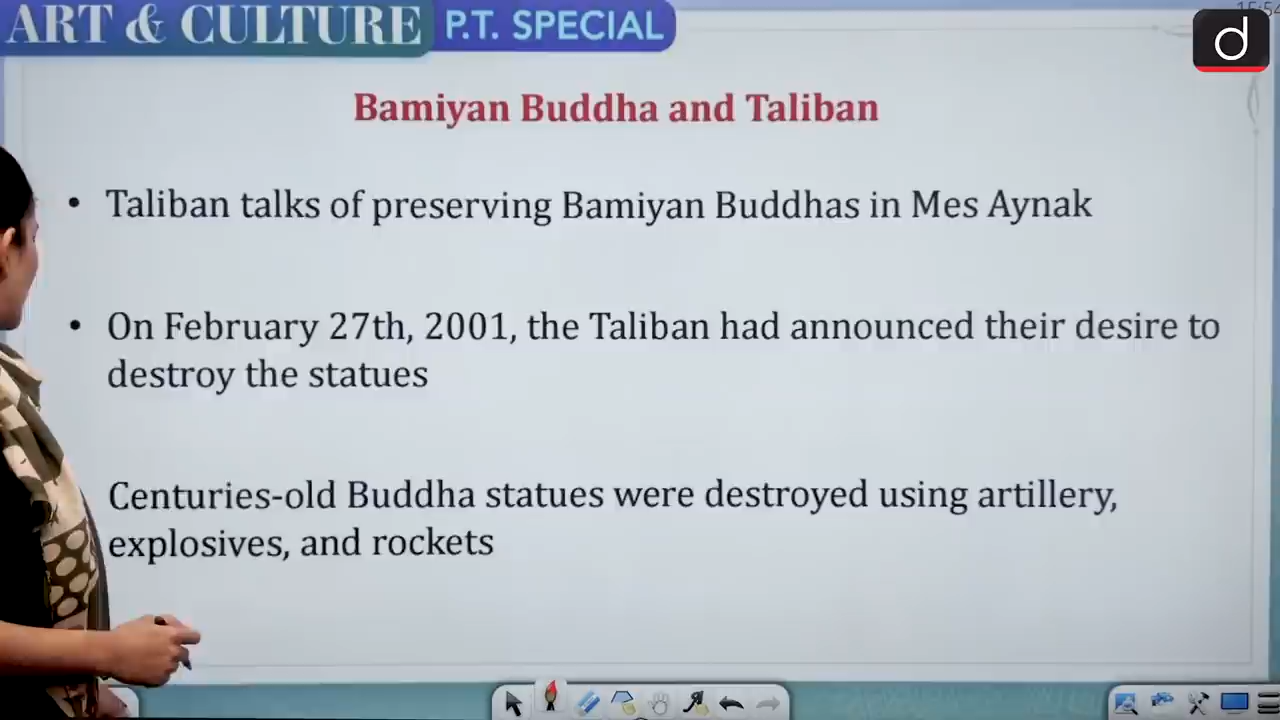 ART & CULTURE P.T. SPECIAL
d
Bamiyan Buddha and Taliban
• Taliban talks of preserving Bamiyan Buddhas in Mes Aynak
• On February 27th, 2001, the Taliban had announced their desire to
destroy the statues
Centuries-old Buddha statues were destroyed using artillery,
explosives, and rockets